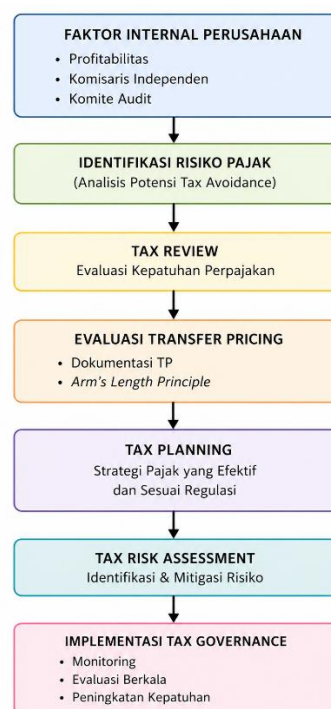 FAKTOR INTERNAL PERUSAHAAN
• Profitabilitas
• Komisaris Independen
• Komite Audit
IDENTIFIKASI RISIKO PAJAK
(Analisis Potensi Tax Avoidance)
TAX REVIEW
Evaluasi Kepatuhan Perpajakan
EVALUASI TRANSFER PRICING
• Dokumentasi TP
• Arm's Length Principle
TAX PLANNING
Strategi Pajak yang Efektif
dan Sesuai Regulasi
TAX RISK ASSESSMENT
Identifikasi & Mitigasi Risiko
IMPLEMENTASI TAX GOVERNANCE
• Monitoring
• Evaluasi Berkala
• Peningkatan Kepatuhan